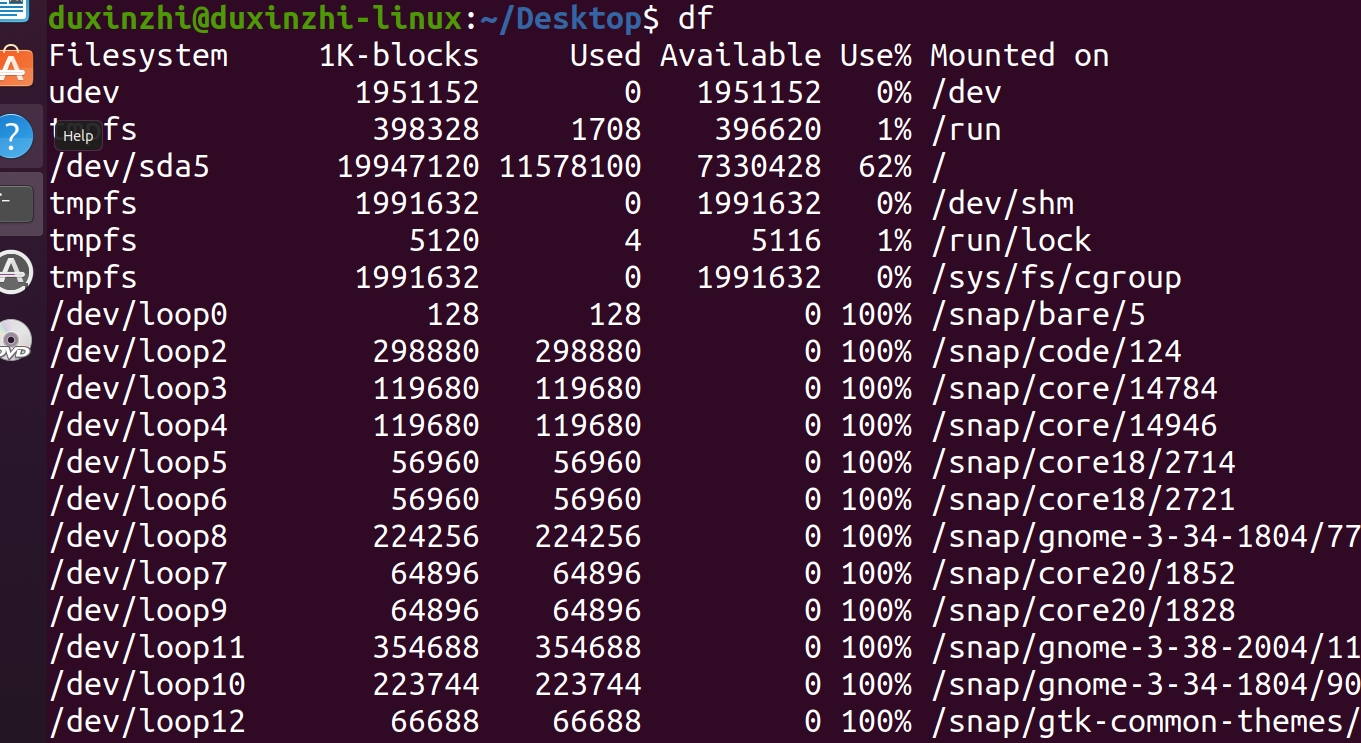 duxinzhi@duxinzhi-linux:~/Desktop$ df
Filesystem 1K-blocks Used Available Use% Mounted on
udev 1951152 0 1951152 0% /dev
tmpfs 398328 1708 396620 1% /run
Help
/dev/sda5 19947120 11578100 7330428 62% /
tmpfs 1991632 0 1991632 0% /dev/shm
tmpfs 5120 4 5116 1% /run/lock
tmpfs 1991632 0 1991632 0% /sys/fs/cgroup
/dev/loop0 128 128 0 100% /snap/bare/5
/dev/loop2 298880 298880 0 100% /snap/code/124
/dev/loop3 119680 119680 0 100% /snap/core/14784
/dev/loop4 119680 119680 0 100% /snap/core/14946
/dev/loop5 56960 56960 0 100% /snap/core18/2714
/dev/loop6 56960 56960 0 100% /snap/core18/2721
/dev/loop8 224256 224256 0 100% /snap/gnome-3-34-1804/77
/dev/loop7 64896 64896 0 100% /snap/core20/1852
/dev/loop9 64896 64896 0 100% /snap/core20/1828
/dev/loop11 354688 354688 0 100% /snap/gnome-3-38-2004/11
/dev/loop10 223744 223744 0 100% /snap/gnome-3-34-1804/90
/dev/loop12 66688 66688 0 100% /snap/gtk-common-themes/
DVD